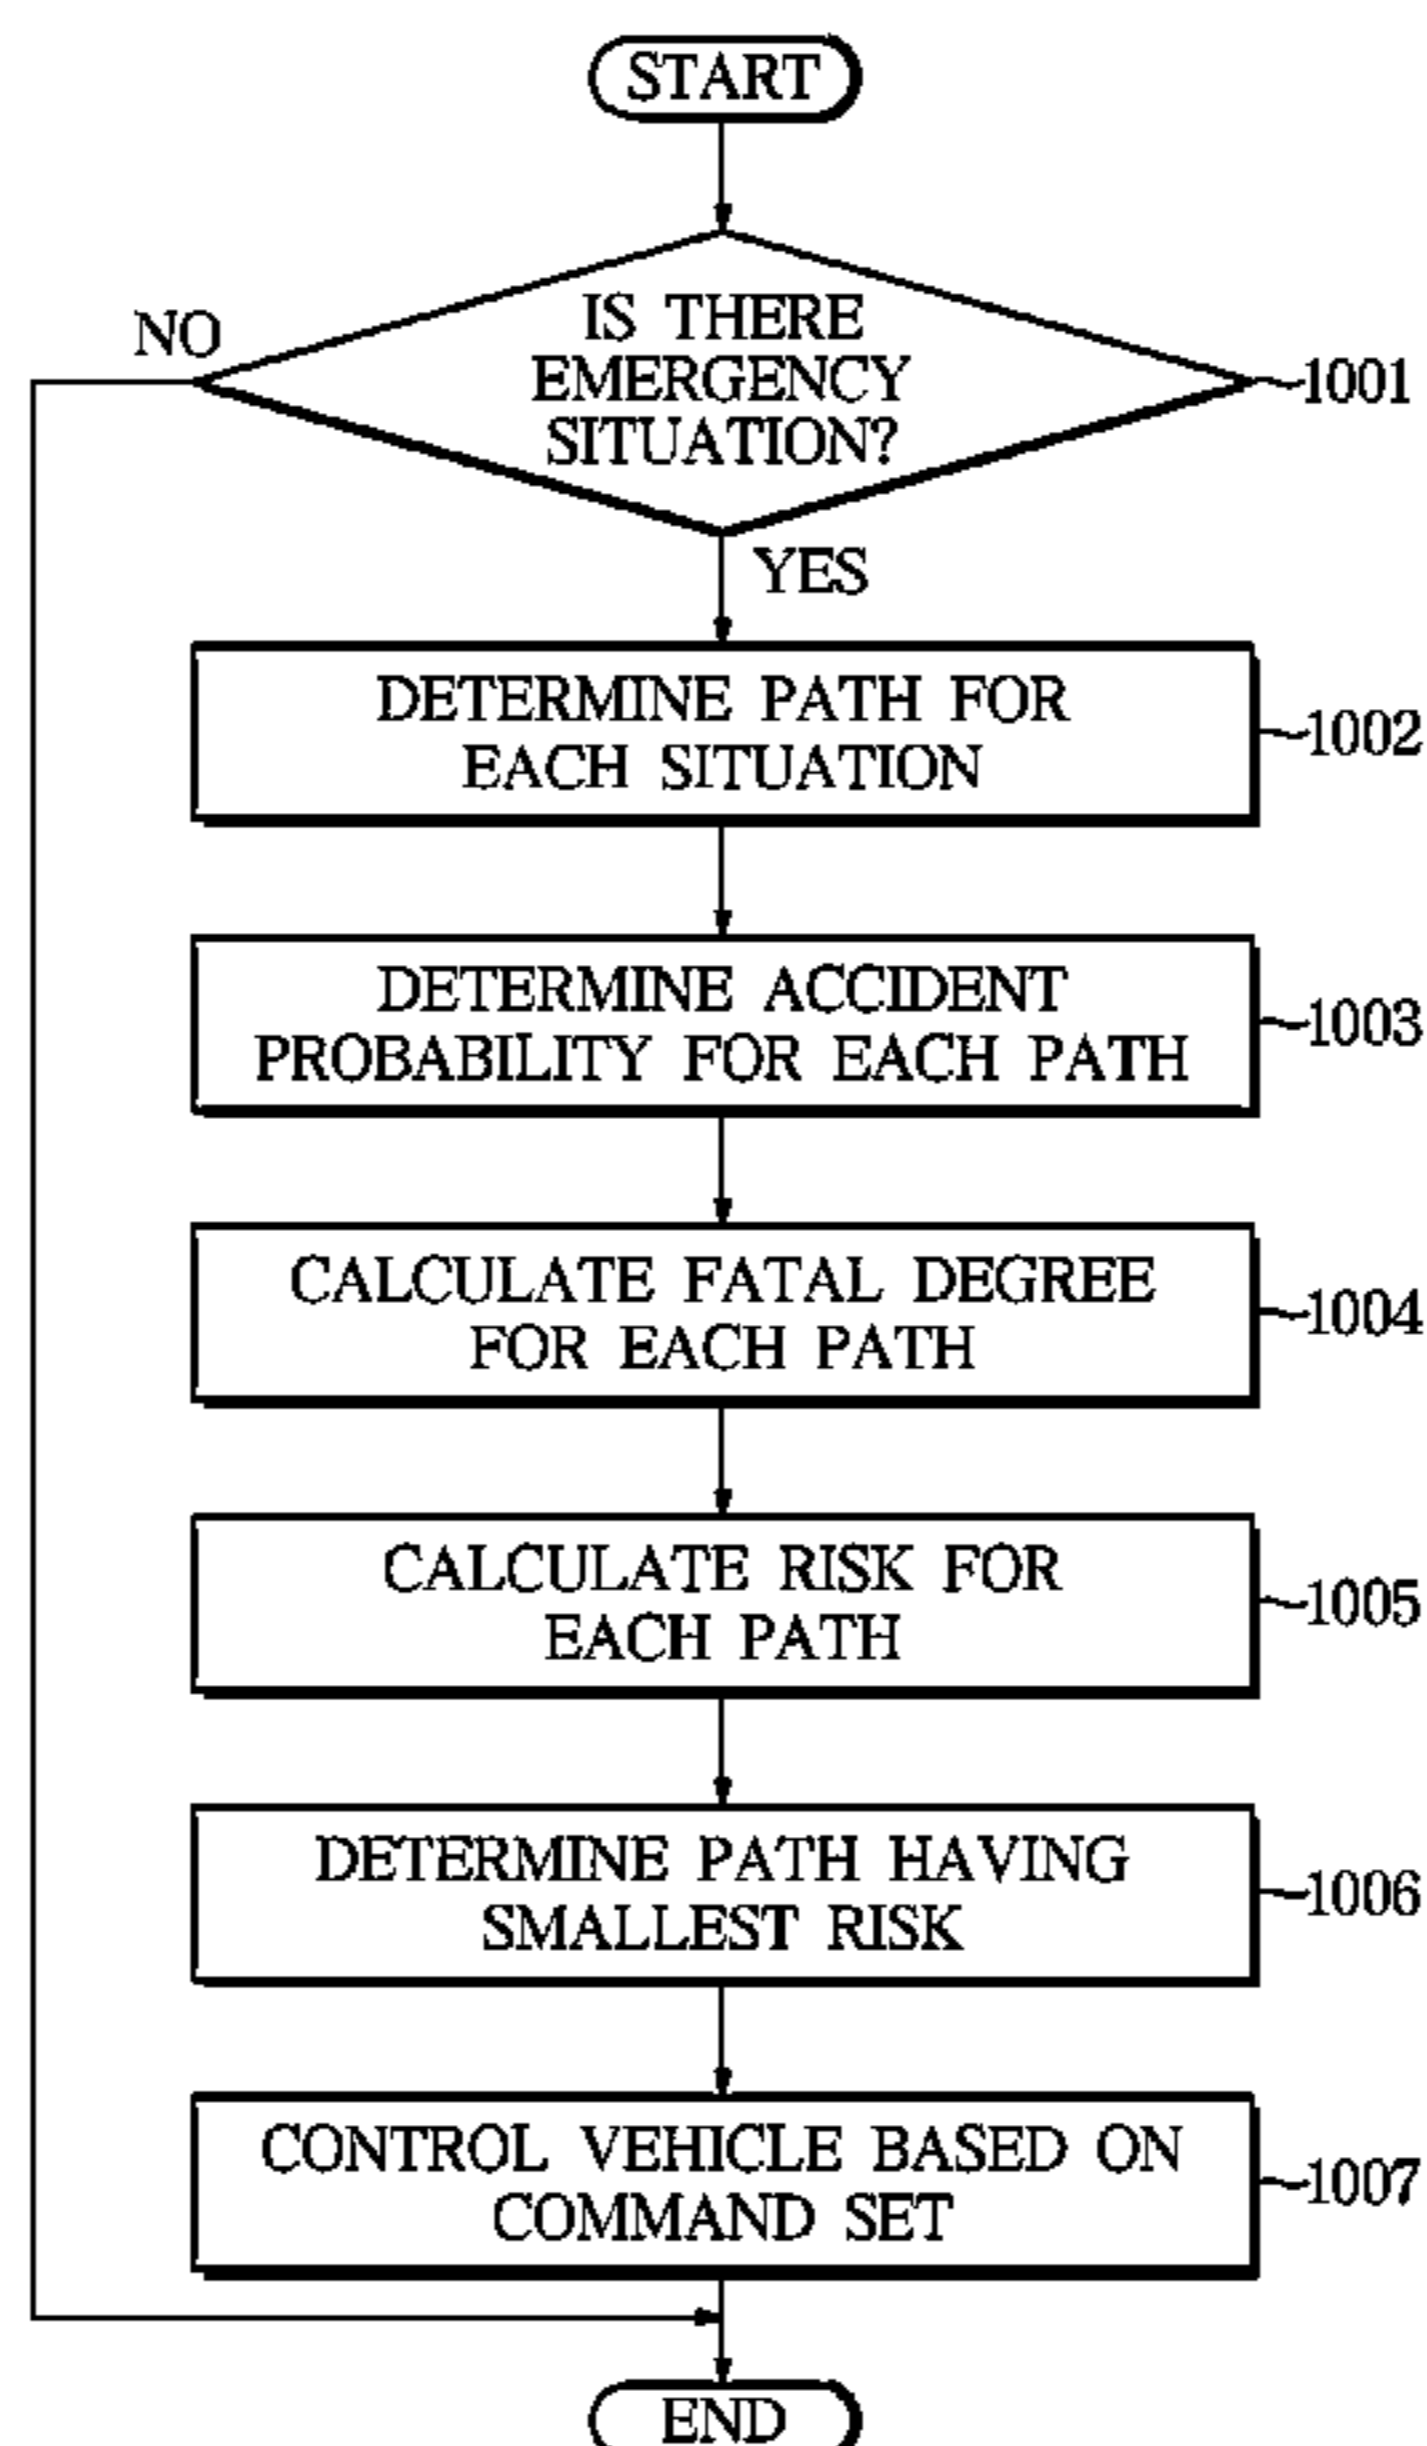 START
NO
IS THERE
EMERGENCY
SITUATION?
1001
YES
DETERMINE PATH FOR
EACH SITUATION
1002
DETERMINE ACCIDENT
PROBABILITY FOR EACH PATH
1003
CALCULATE FATAL DEGREE
FOR EACH PATH
1004
CALCULATE RISK FOR
EACH PATH
1005
DETERMINE PATH HAVING
SMALLEST RISK
1006
CONTROL VEHICLE BASED ON
COMMAND SET
1007
END